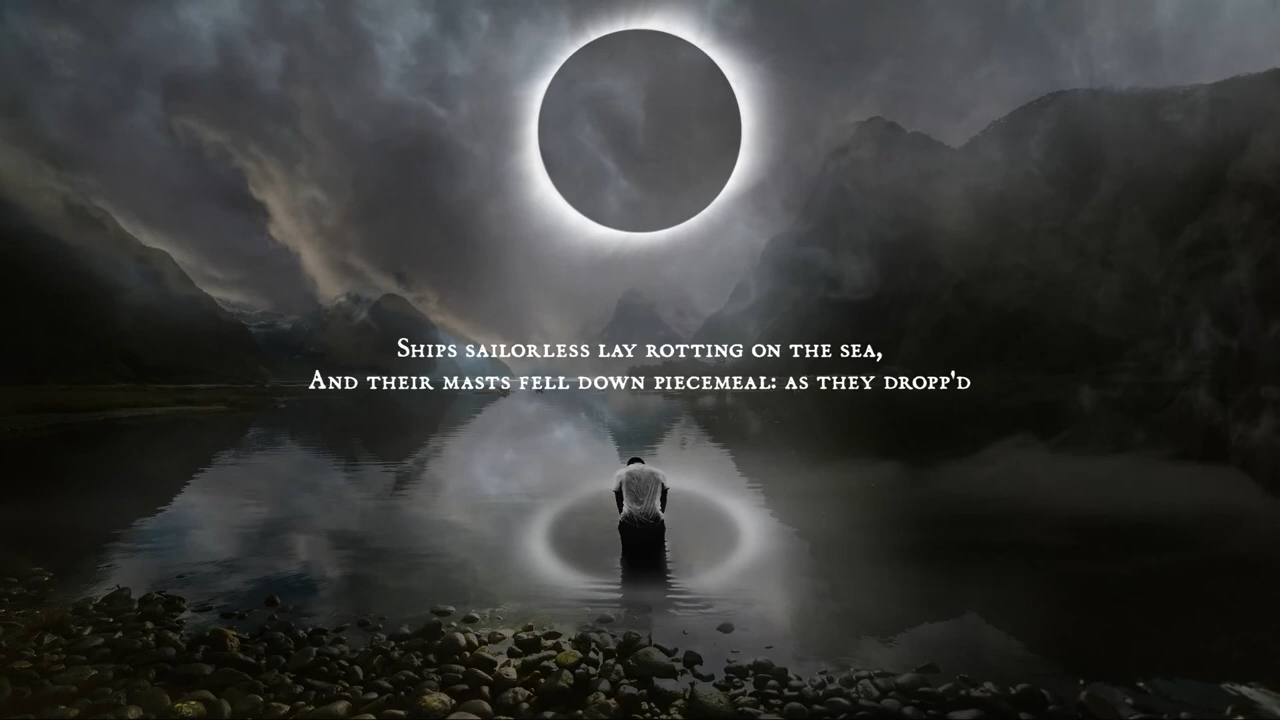 Ships sailorless lay rotting on the sea,
And their masts fell down piecemeal: as they dropp'd